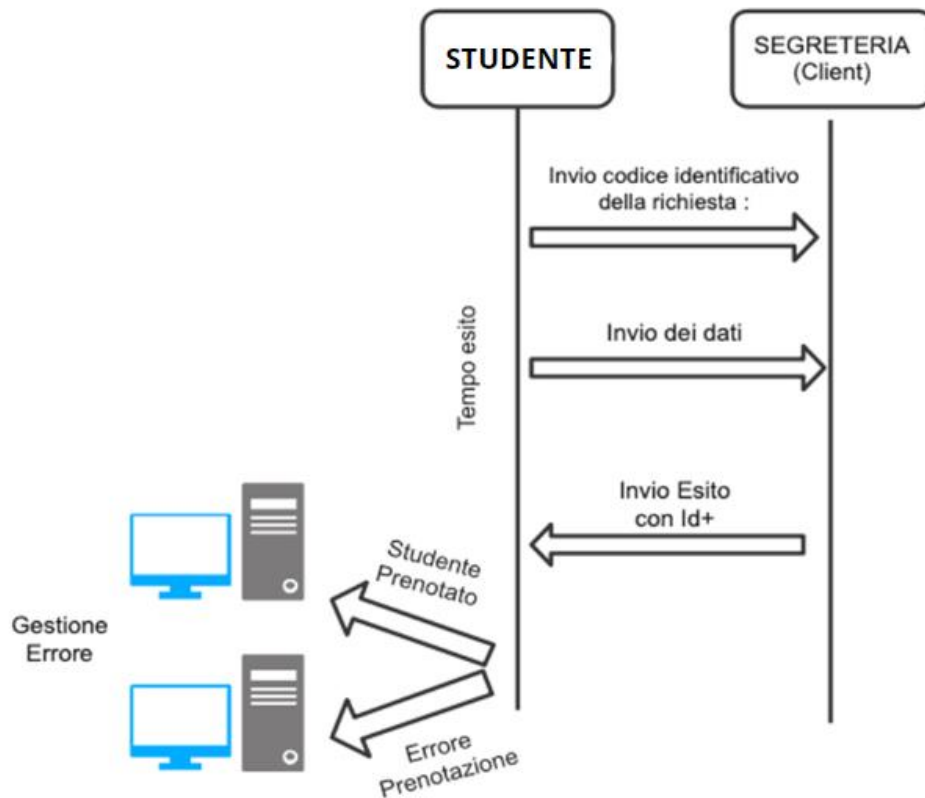 STUDENTE
SEGRETERIA
(Client)
Invio codice identificativo
della richiesta :
Tempo esito
Invio dei dati
Invio Esito
con Id+
Studente
Prenotato
Gestione
Errore
Errore
Prenotazione